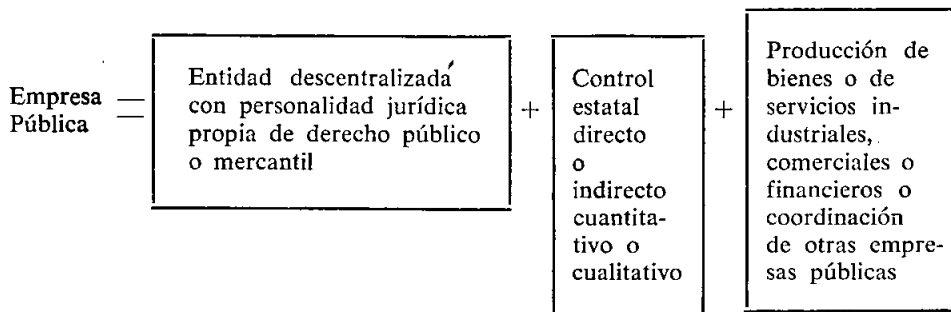 Empresa
Pública
=
Entidad descentralizada
con personalidad jurídica
propia de derecho público
o mercantil
+
Control
estatal
directo
o
indirecto
cuantita-
tivo o
cualitativo
+
Producción de
bienes o de
servicios in-
dustriales,
comerciales o
financieros o
coordinación
de otras empre-
sas públicas